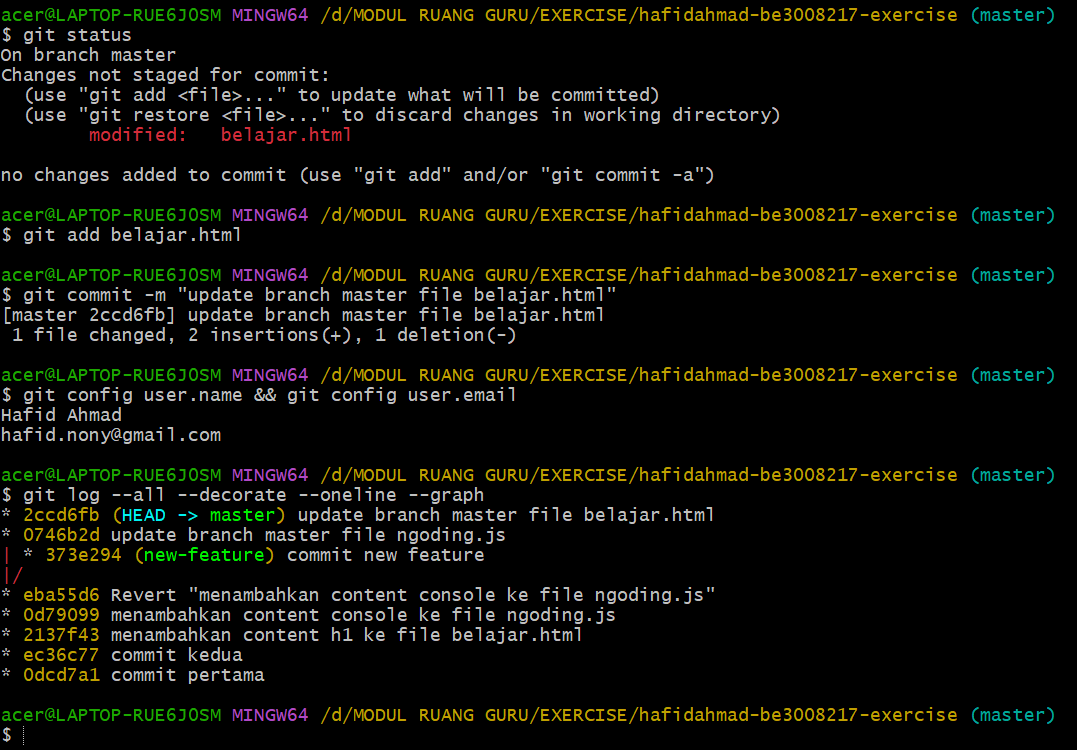 acer@LAPTOP-RUE6J0SM MINGW64 /d/MODUL RUANG GURU/EXERCISE/hafidahmad-be3008217-exercise (master)
$ git status
On branch master
Changes not staged for commit:
  (use "git add <file>..." to update what will be committed)
  (use "git restore <file>..." to discard changes in working directory)
        modified:   belajar.html

no changes added to commit (use "git add" and/or "git commit -a")

acer@LAPTOP-RUE6J0SM MINGW64 /d/MODUL RUANG GURU/EXERCISE/hafidahmad-be3008217-exercise (master)
$ git add belajar.html

acer@LAPTOP-RUE6J0SM MINGW64 /d/MODUL RUANG GURU/EXERCISE/hafidahmad-be3008217-exercise (master)
$ git commit -m "update branch master file belajar.html"
[master 2ccd6fb] update branch master file belajar.html
 1 file changed, 2 insertions(+), 1 deletion(-)

acer@LAPTOP-RUE6J0SM MINGW64 /d/MODUL RUANG GURU/EXERCISE/hafidahmad-be3008217-exercise (master)
$ git config user.name && git config user.email
Hafid Ahmad
hafid.nony@gmail.com

acer@LAPTOP-RUE6J0SM MINGW64 /d/MODUL RUANG GURU/EXERCISE/hafidahmad-be3008217-exercise (master)
$ git log --all --decorate --oneline --graph
* 2ccd6fb (HEAD -> master) update branch master file belajar.html
* 0746b2d update branch master file ngoding.js
| * 373e294 (new-feature) commit new feature
|/
* eba55d6 Revert "menambahkan content console ke file ngoding.js"
* 0d79099 menambahkan content console ke file ngoding.js
* 2137f43 menambahkan content h1 ke file belajar.html
* ec36c77 commit kedua
* 0dcd7a1 commit pertama

acer@LAPTOP-RUE6J0SM MINGW64 /d/MODUL RUANG GURU/EXERCISE/hafidahmad-be3008217-exercise (master)
$